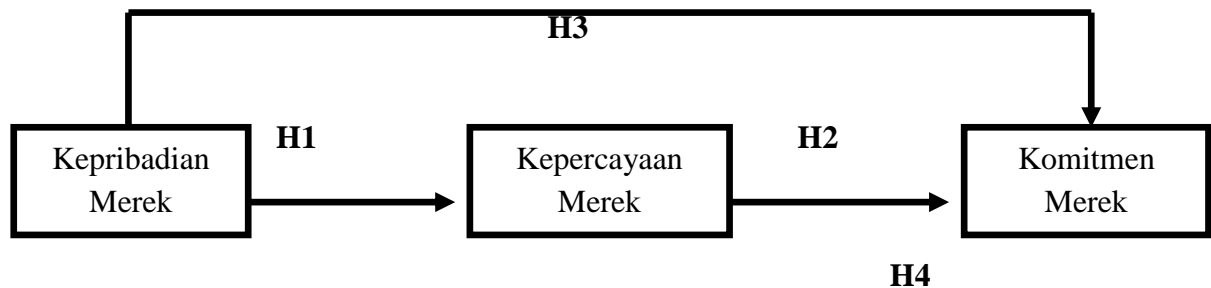 H3
H1
H2
Kepribadian
Merek
Kepercayaan
Merek
Komitmen
Merek
H4